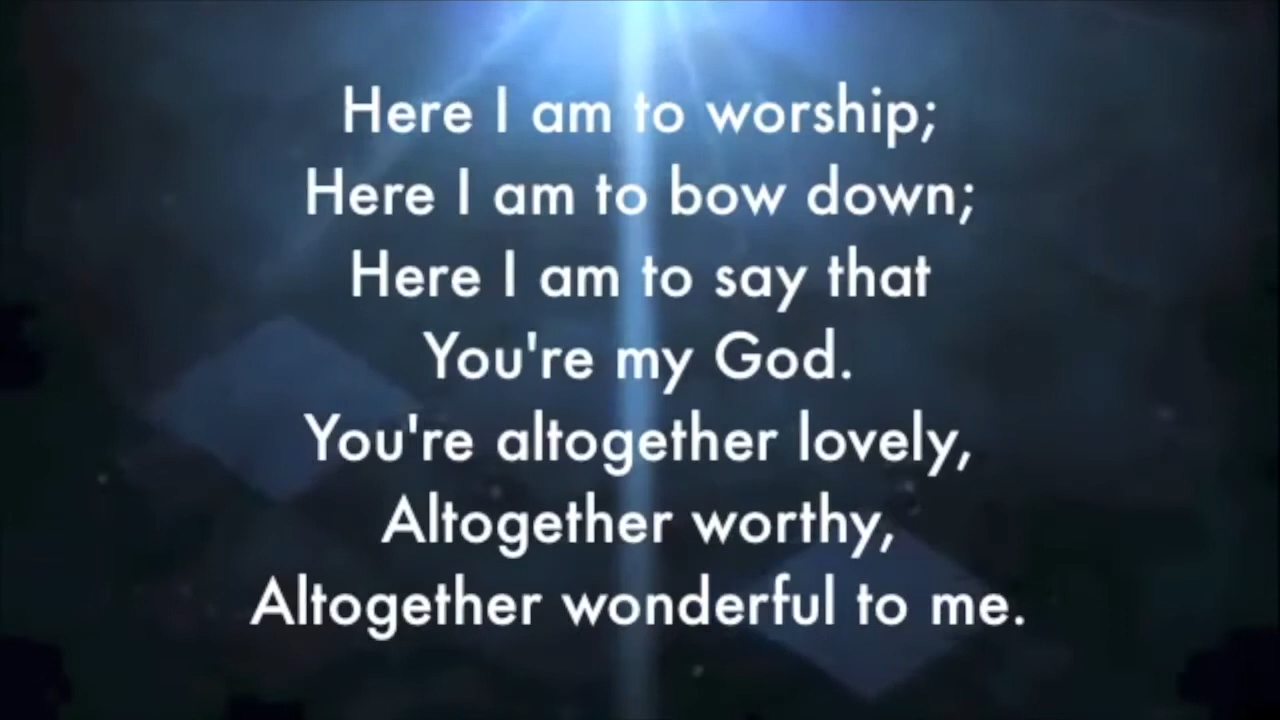 Here I am to worship;
Here I am to bow down;
Here I am to say that
You're my God.
You're altogether lovely,
Altogether worthy,
Altogether wonderful to me.